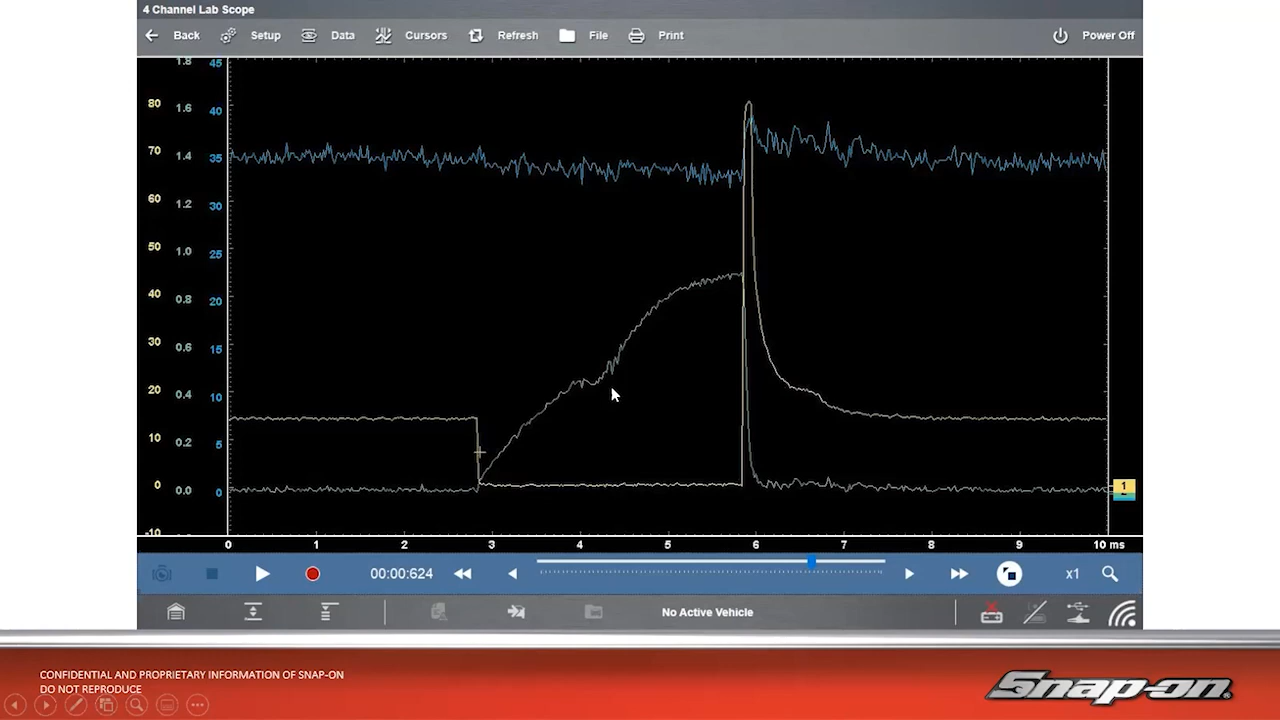 4 Channel Lab Scope
Back Setup Data Cursors Refresh File Print Power Off
1.8 45
80 1.6 40
70 1.4 35
60 1.2 30
50 1.0 25
40 0.8 20
30 0.6 15
20 0.4 10
10 0.2 5
0 0.0 0
-10
1
0 1 2 3 4 5 6 7 8 9 10 ms
00:00:624 x1
No Active Vehicle
CONFIDENTIAL AND PROPRIETARY INFORMATION OF SNAP-ON
DO NOT REPRODUCE
Snap-on